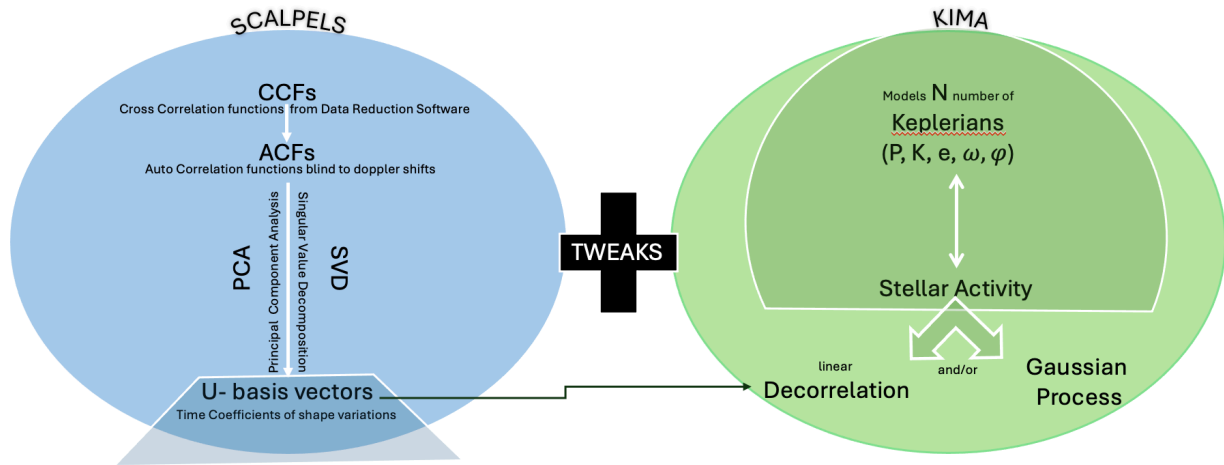 SCALPELS
CCFs
Cross Correlation functions from Data Reduction Software
ACFs
Auto Correlation functions blind to doppler shifts
PCA
Principal Component Analysis
Singular Value Decomposition
SVD
U- basis vectors
Time Coefficients of shape variations
TWEAKS
KIMA
Models N number of
Keplerians
(P, K, e, ω, φ)
Stellar Activity
linear
Decorrelation
and/or
Gaussian
Process